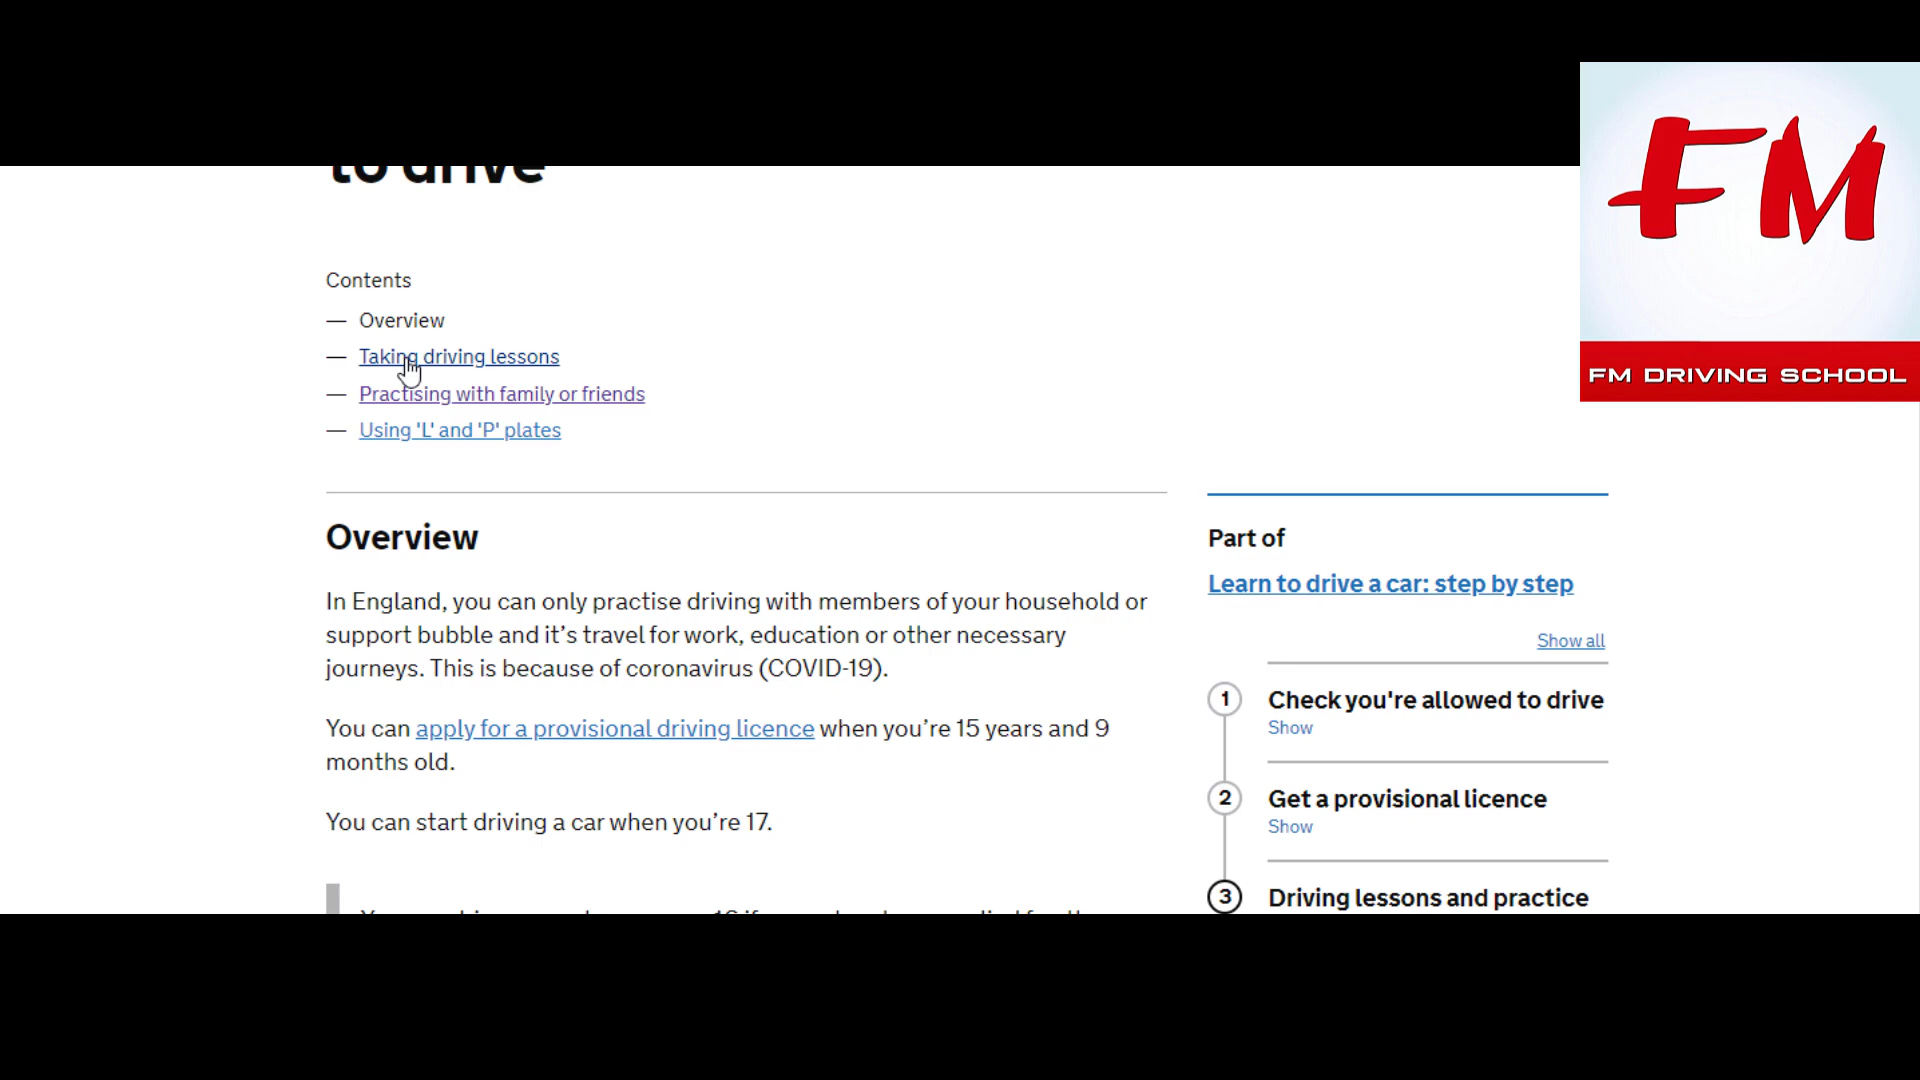 to drive
FM
FM DRIVING SCHOOL
Contents
— Overview
— Taking driving lessons
— Practising with family or friends
— Using 'L' and 'P' plates
Overview
In England, you can only practise driving with members of your household or
support bubble and it’s travel for work, education or other necessary
journeys. This is because of coronavirus (COVID-19).
You can apply for a provisional driving licence when you’re 15 years and 9
months old.
You can start driving a car when you’re 17.
Part of
Learn to drive a car: step by step
Show all
1 Check you're allowed to drive
Show
2 Get a provisional licence
Show
3 Driving lessons and practice